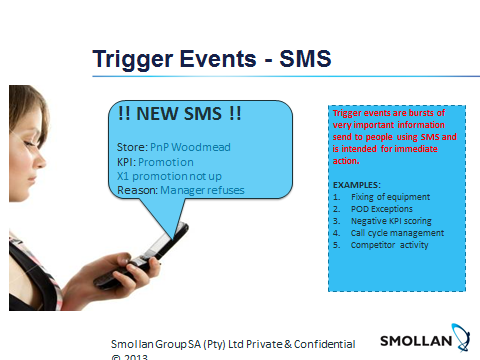 Trigger Events - SMS
!! NEW SMS !!
Store: PnP Woodmead
KPI: Promotion
X1 promotion not up
Reason: Manager refuses
Trigger events are bursts of
very important information
send to people using SMS and
is intended for immediate
action.
EXAMPLES:
1. Fixing of equipment
2. POD Exceptions
3. Negative KPI scoring
4. Call cycle management
5. Competitor activity
Smollan Group SA (Pty) Ltd Private & Confidential
© 2013
SMOLLAN